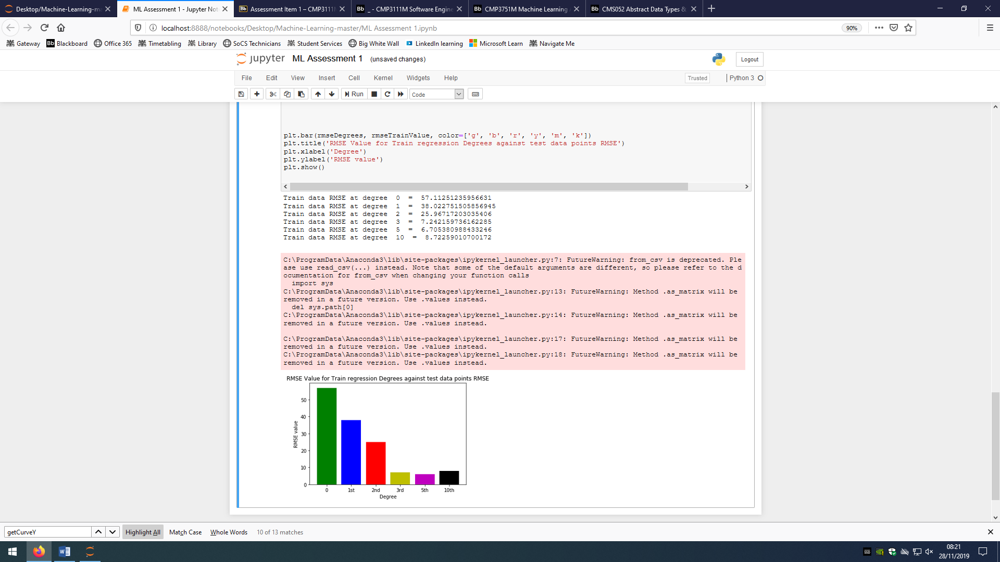 Desktop/Machine-Learning-ma
ML Assessment 1 - Jupyter Not
Assessment Item 1 – CMP3111M
_ - CMP3111M Software Engine
CMP3751M Machine Learning A
CMS052 Abstract Data Types &
localhost:8888/notebooks/Desktop/Machine-Learning-master/ML Assessment 1.ipynb
90%
Gateway
Bb Blackboard
Office 365
Timetabling
Library
SoCS Technicians
Student Services
Big White Wall
LinkedIn learning
Microsoft Learn
Navigate Me
jupyter ML Assessment 1 (unsaved changes)
Logout
File Edit View Insert Cell Kernel Widgets Help
Trusted
Python 3
Run
Code
plt.bar(rmseDegrees, rmseTrainValue, color=['g', 'b', 'r', 'y', 'm', 'k'])
plt.title('RMSE Value for Train regression Degrees against test data points RMSE')
plt.xlabel('Degree')
plt.ylabel('RMSE value')
plt.show()
Train data RMSE at degree 0 = 57.11251235956631
Train data RMSE at degree 1 = 38.022751505856945
Train data RMSE at degree 2 = 25.96717203035406
Train data RMSE at degree 3 = 7.242159736162285
Train data RMSE at degree 5 = 6.705380988433246
Train data RMSE at degree 10 = 8.72259010700172
C:\ProgramData\Anaconda3\lib\site-packages\ipykernel_launcher.py:7: FutureWarning: from_csv is deprecated. Ple
ase use read_csv(...) instead. Note that some of the default arguments are different, so please refer to the d
ocumentation for from_csv when changing your function calls
import sys
C:\ProgramData\Anaconda3\lib\site-packages\ipykernel_launcher.py:13: FutureWarning: Method .as_matrix will be
removed in a future version. Use .values instead.
del sys.path[0]
C:\ProgramData\Anaconda3\lib\site-packages\ipykernel_launcher.py:14: FutureWarning: Method .as_matrix will be
removed in a future version. Use .values instead.
C:\ProgramData\Anaconda3\lib\site-packages\ipykernel_launcher.py:17: FutureWarning: Method .as_matrix will be
removed in a future version. Use .values instead.
C:\ProgramData\Anaconda3\lib\site-packages\ipykernel_launcher.py:18: FutureWarning: Method .as_matrix will be
removed in a future version. Use .values instead.
RMSE Value for Train regression Degrees against test data points RMSE
50
40
30
20
10
0
RMSE value
0 1st 2nd 3rd 5th 10th
Degree
getCurveY
Highlight All
Match Case
Whole Words
10 of 13 matches
08:21
28/11/2019